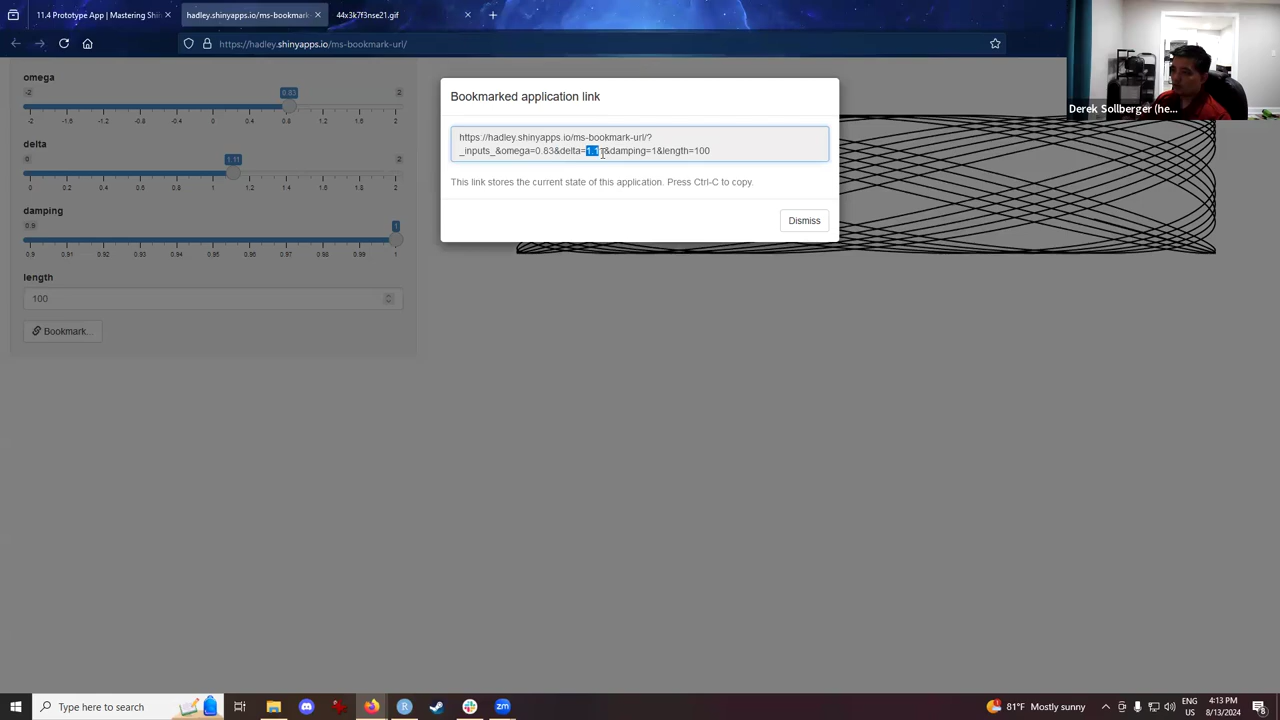 11.4 Prototype App | Mastering Shi
hadley.shinyapps.io/ms-bookmark-
44x3k7f3nse21.gif
https://hadley.shinyapps.io/ms-bookmark-url/
Derek Sollberger (he
omega
-2 0.83 2
-2 -1.6 -1.2 -0.8 -0.4 0 0.4 0.8 1.2 1.6 2
delta
0 1.11 2
0 0.2 0.4 0.6 0.8 1 1.2 1.4 1.6 1.8 2
damping
0.9 1
0.9 0.91 0.92 0.93 0.94 0.95 0.96 0.97 0.98 0.99 1
length
100
Bookmark...
Bookmarked application link
https://hadley.shinyapps.io/ms-bookmark-url/?
_inputs_&omega=0.83&delta=1.11&damping=1&length=100
This link stores the current state of this application. Press Ctrl-C to copy.
Dismiss
Type here to search
81°F Mostly sunny
ENG
US
4:13 PM
8/13/2024
8